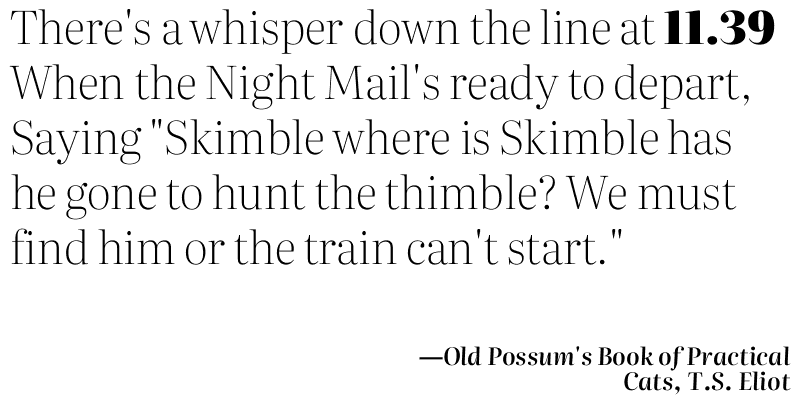 There's a whisper down the line at 11.39
When the Night Mail's ready to depart,
Saying "Skimble where is Skimble has
he gone to hunt the thimble? We must
find him or the train can't start."
—Old Possum's Book of Practical
Cats, T.S. Eliot